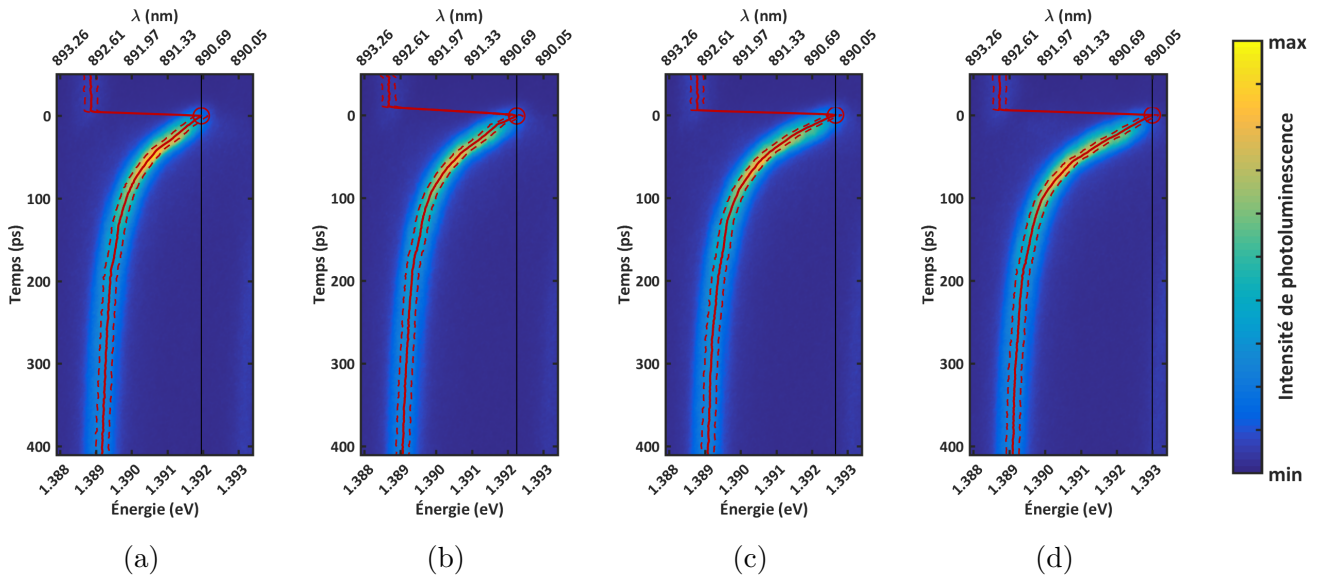 λ (nm) λ (nm) λ (nm) λ (nm)
893.26 892.61 891.97 891.33 890.69 890.05 893.26 892.61 891.97 891.33 890.69 890.05 893.26 892.61 891.97 891.33 890.69 890.05 893.26 892.61 891.97 891.33 890.69 890.05
max
0 0 0 0
100 100 100 100
Temps (ps) Temps (ps) Temps (ps) Temps (ps)
Intensité de photoluminescence
200 200 200 200
300 300 300 300
400 400 400 400
min
1.388 1.389 1.390 1.391 1.392 1.393 1.388 1.389 1.390 1.391 1.392 1.393 1.388 1.389 1.390 1.391 1.392 1.393 1.388 1.389 1.390 1.391 1.392 1.393
Énergie (eV) Énergie (eV) Énergie (eV) Énergie (eV)
(a) (b) (c) (d)